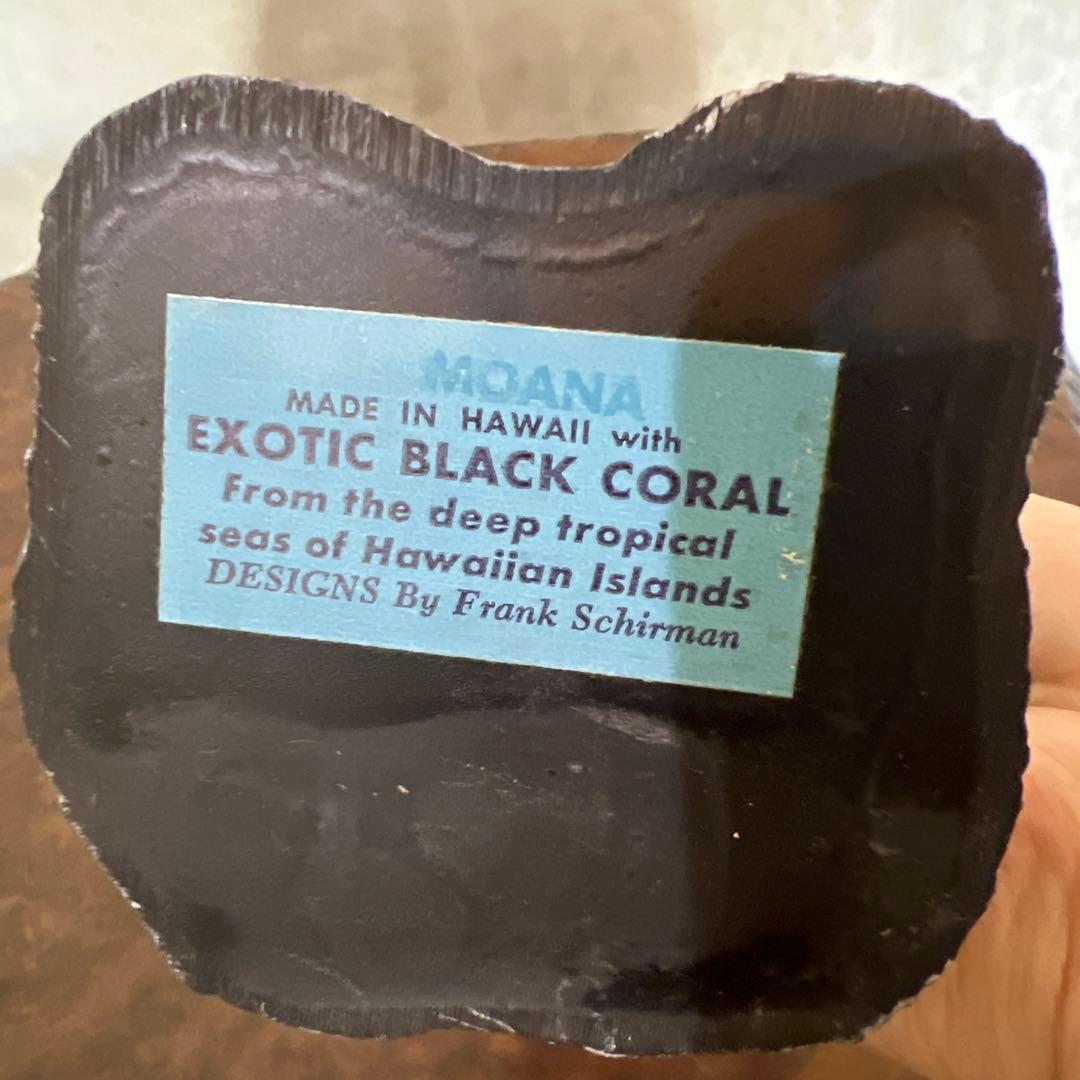 MOANA
MADE IN HAWAII with
EXOTIC BLACK CORAL
From the deep tropical
seas of Hawaiian Islands
DESIGNS By Frank Schirman